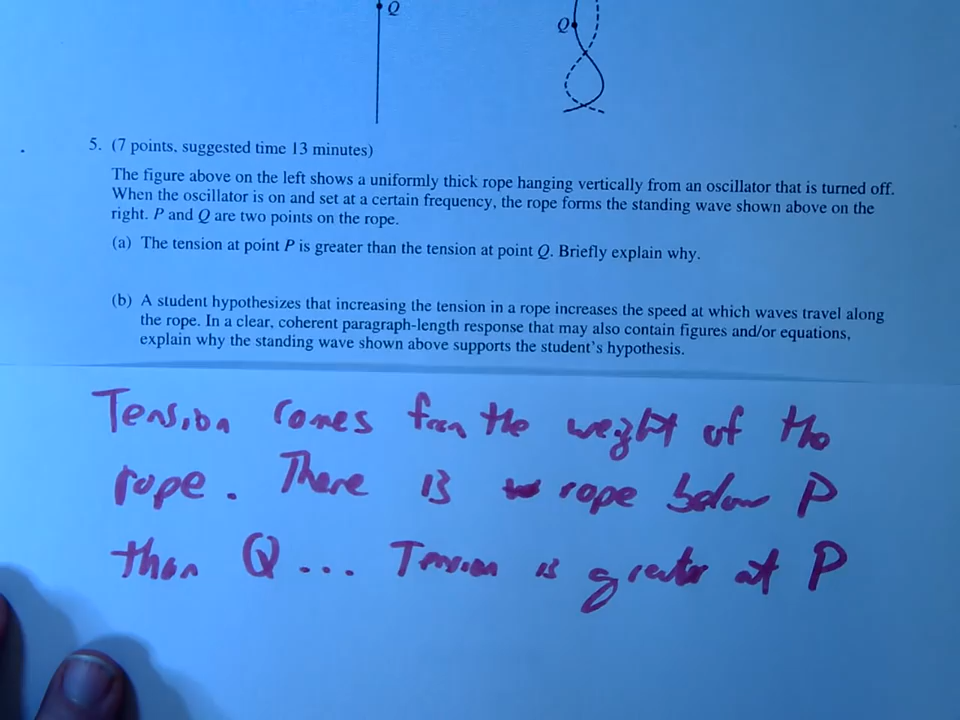 Q
Q
5. (7 points, suggested time 13 minutes)
The figure above on the left shows a uniformly thick rope hanging vertically from an oscillator that is turned off.
When the oscillator is on and set at a certain frequency, the rope forms the standing wave shown above on the
right. P and Q are two points on the rope.
(a) The tension at point P is greater than the tension at point Q. Briefly explain why.
(b) A student hypothesizes that increasing the tension in a rope increases the speed at which waves travel along
the rope. In a clear, coherent paragraph-length response that may also contain figures and/or equations,
explain why the standing wave shown above supports the student's hypothesis.
Tension comes from the weight of the
rope. There is rope below P
than Q... Tension is greater at P